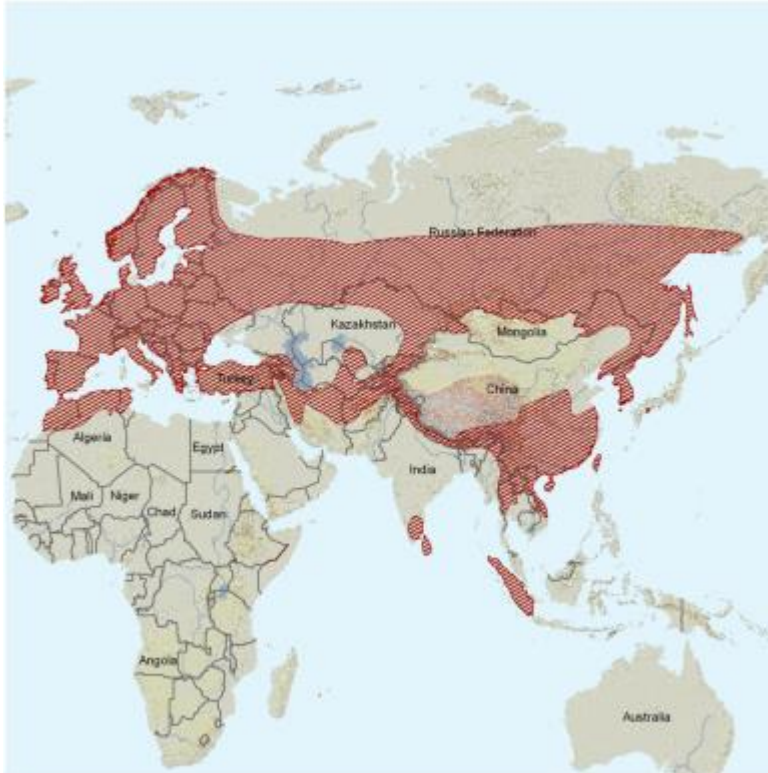 Russian Federation
Kazakhstan
Mongolia
Turkey
China
Algeria
Egypt
India
Mali
Niger
Chad
Sudan
Angola
Australia